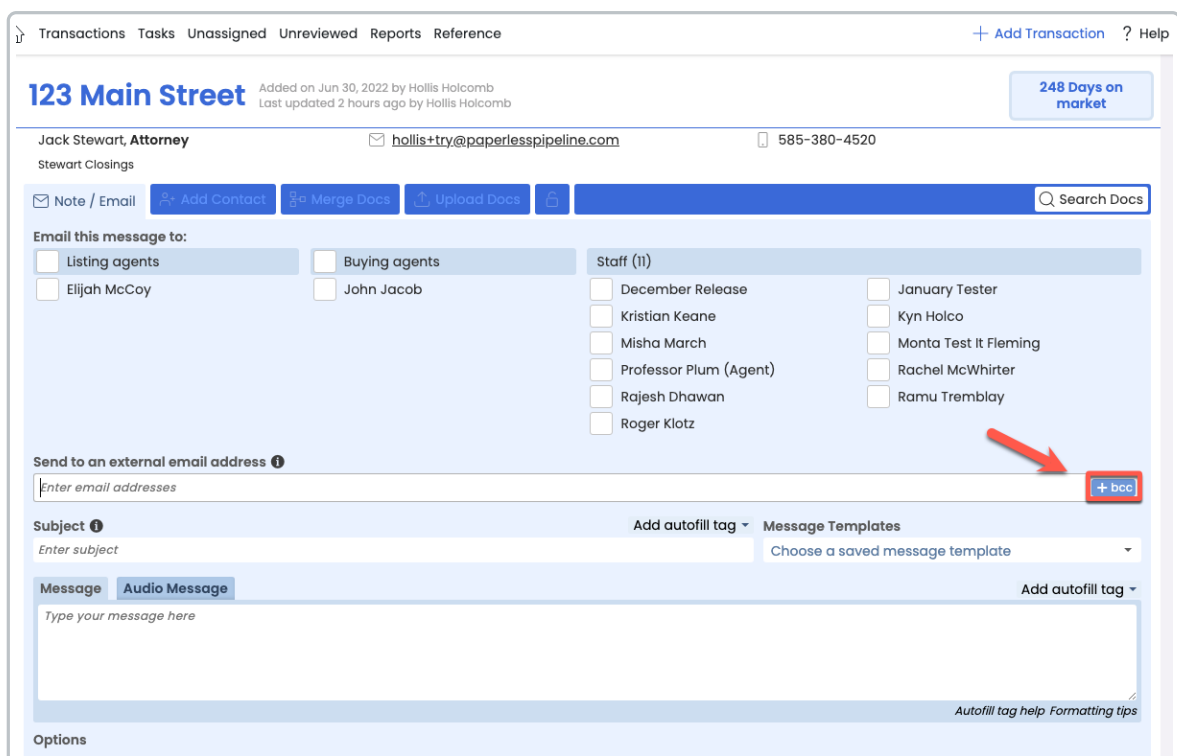 Transactions Tasks Unassigned Unreviewed Reports Reference + Add Transaction ? Help
123 Main Street
Added on Jun 30, 2022 by Hollis Holcomb
Last updated 2 hours ago by Hollis Holcomb
248 Days on
market
Jack Stewart, Attorney hollis+try@paperlesspipeline.com 585-380-4520
Stewart Closings
Note / Email Add Contact Merge Docs Upload Docs Search Docs
Email this message to:
Listing agents Buying agents Staff (11)
Elijah McCoy John Jacob December Release January Tester
Kristian Keane Kyn Holco
Misha March Monta Test It Fleming
Professor Plum (Agent) Rachel McWhirter
Rajesh Dhawan Ramu Tremblay
Roger Klotz
Send to an external email address
Enter email addresses + bcc
Subject Add autofill tag Message Templates
Enter subject Choose a saved message template
Message Audio Message Add autofill tag
Type your message here
Autofill tag help Formatting tips
Options